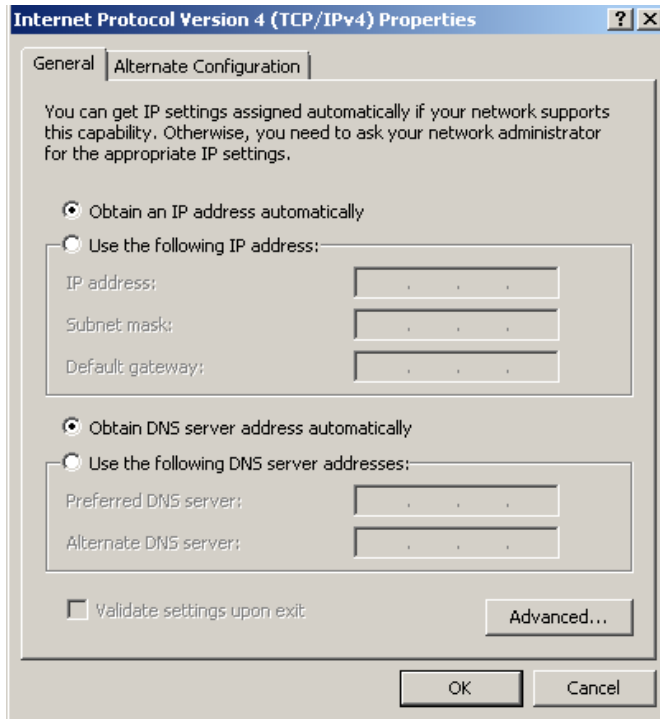 Internet Protocol Version 4 (TCP/IPv4) Properties
General
Alternate Configuration
You can get IP settings assigned automatically if your network supports
this capability. Otherwise, you need to ask your network administrator
for the appropriate IP settings.
Obtain an IP address automatically
Use the following IP address:
IP address:
Subnet mask:
Default gateway:
Obtain DNS server address automatically
Use the following DNS server addresses:
Preferred DNS server:
Alternate DNS server:
Validate settings upon exit
Advanced...
OK
Cancel